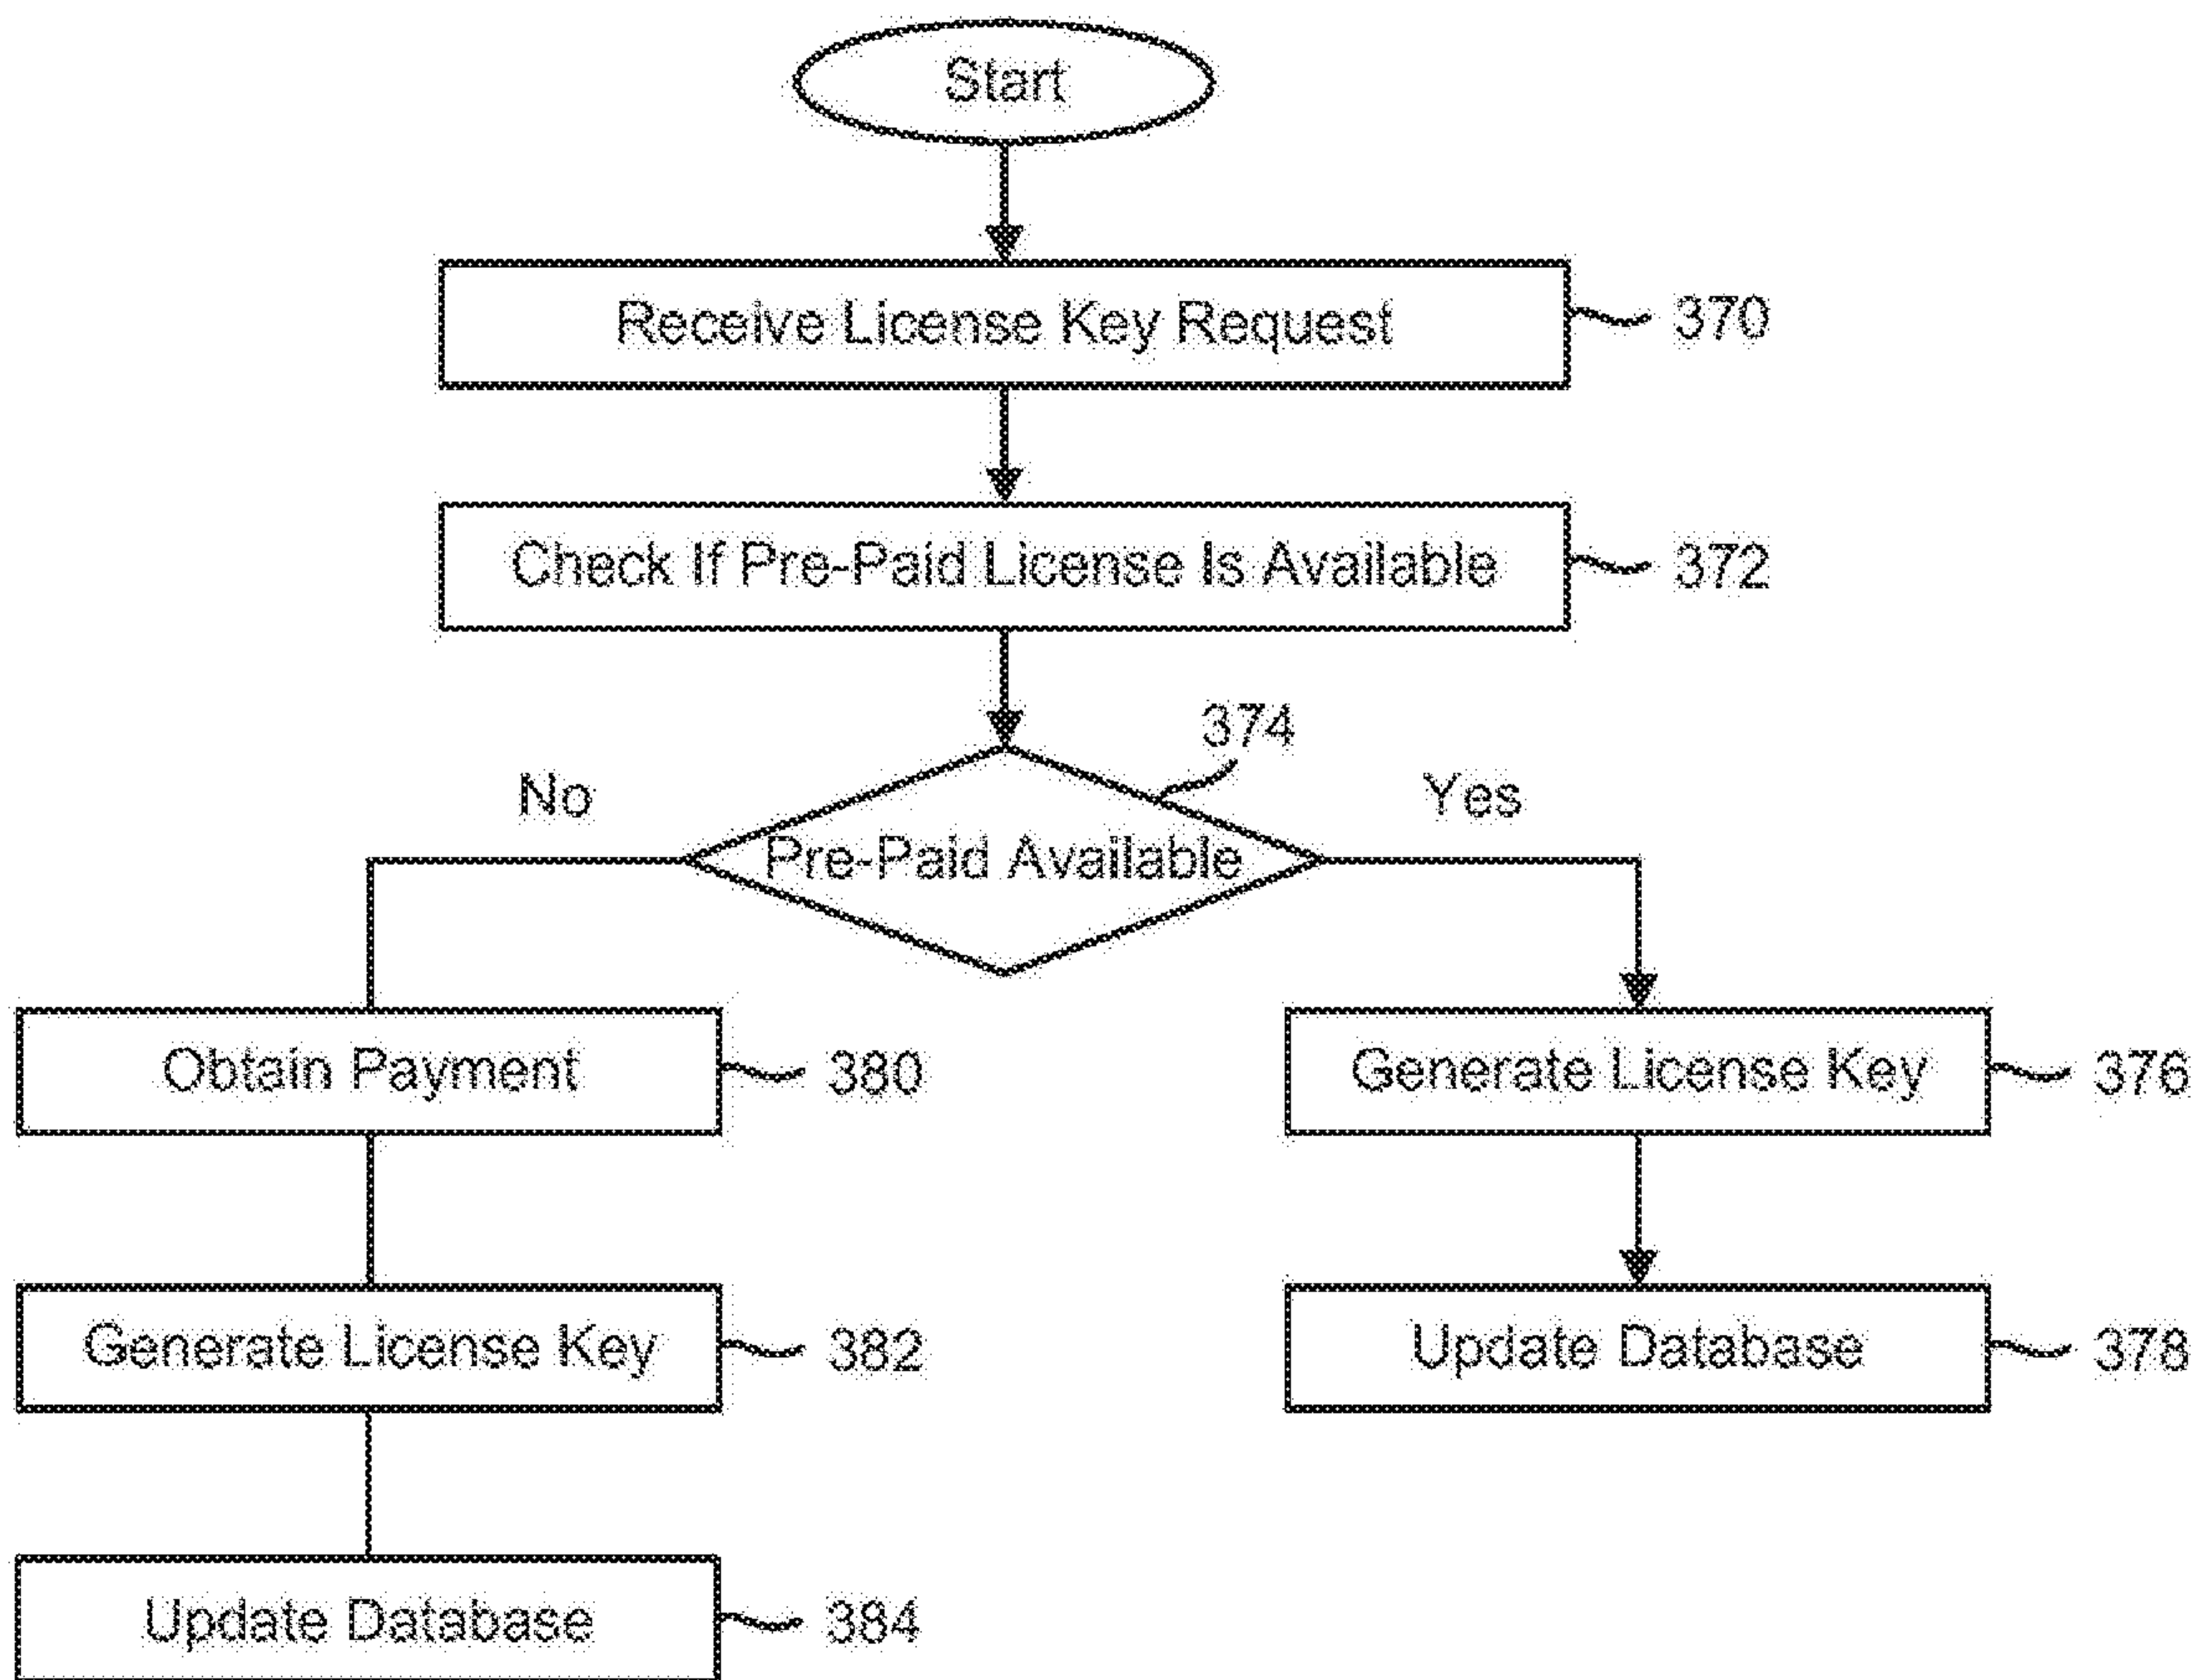 Start
Receive License Key Request
370
Check If Pre-Paid License Is Available
372
374
No
Yes
Pre-Paid Available
Obtain Payment
380
Generate License Key
376
Generate License Key
382
Update Database
378
Update Database
384